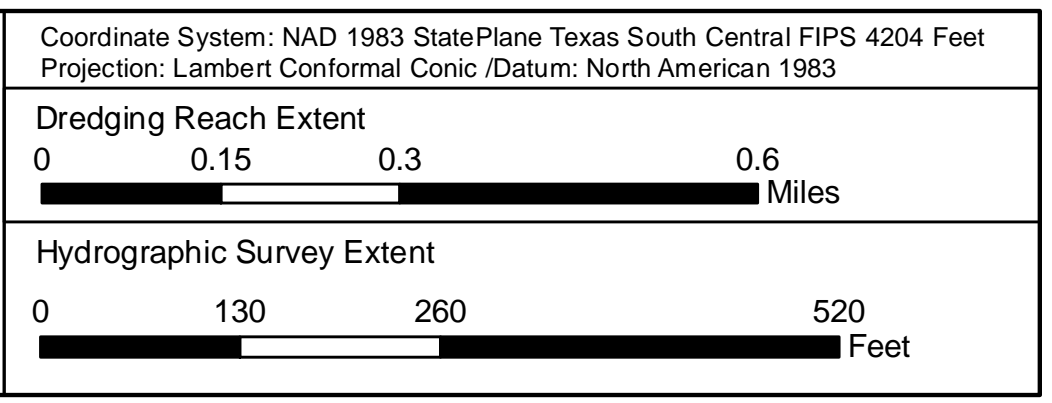 Coordinate System: NAD 1983 StatePlane Texas South Central FIPS 4204 Feet
Projection: Lambert Conformal Conic /Datum: North American 1983
Dredging Reach Extent
0 0.15 0.3 0.6
Miles
Hydrographic Survey Extent
0 130 260 520
Feet